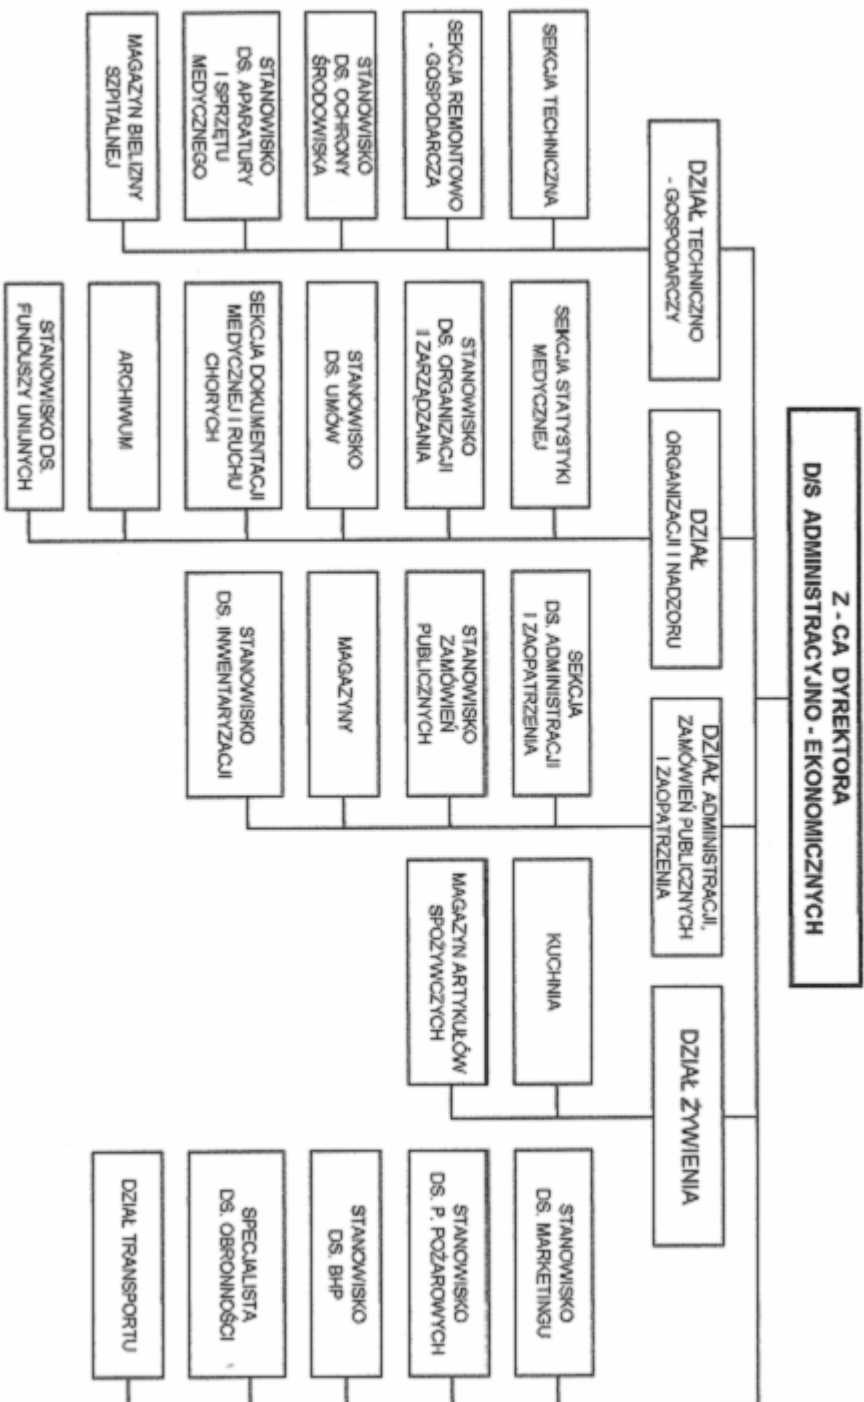 Z - CA DYREKTORA
D/S ADMINISTRACYJNO - EKONOMICZNYCH
DZIAŁ TECHNICZNO
- GOSPODARCZY
SEKCJA TECHNICZNA
SEKCJA REMONTOWO
- GOSPODARCZA
STANOWISKO
DS. OCHRONY
ŚRODOWISKA
STANOWISKO
DS. APARATURY
I SPRZĘTU
MEDYCZNEGO
MAGAZYN BIELIZNY
SZPITALNEJ
DZIAŁ
ORGANIZACJI I NADZORU
SEKCJA STATYSTYKI
MEDYCZNEJ
STANOWISKO
DS. ORGANIZACJI
I ZARZĄDZANIA
STANOWISKO
DS. UMÓW
SEKCJA DOKUMENTACJI
MEDYCZNEJ I RUCHU
CHORYCH
ARCHIWUM
STANOWISKO DS.
FUNDUSZY UNIJNYCH
DZIAŁ ADMINISTRACJI,
ZAMÓWIEŃ PUBLICZNYCH
I ZAOPATRZENIA
SEKCJA
DS. ADMINISTRACJI
I ZAOPATRZENIA
STANOWISKO
ZAMÓWIEŃ
PUBLICZNYCH
MAGAZYNY
STANOWISKO
DS. INWENTARYZACJI
DZIAŁ ŻYWIENIA
KUCHNIA
MAGAZYN ARTYKUŁÓW
SPOŻYWCZYCH
STANOWISKO
DS. MARKETINGU
STANOWISKO
DS. P. POŻAROWYCH
STANOWISKO
DS. BHP
SPECJALISTA
DS. OBRONNOŚCI
DZIAŁ TRANSPORTU